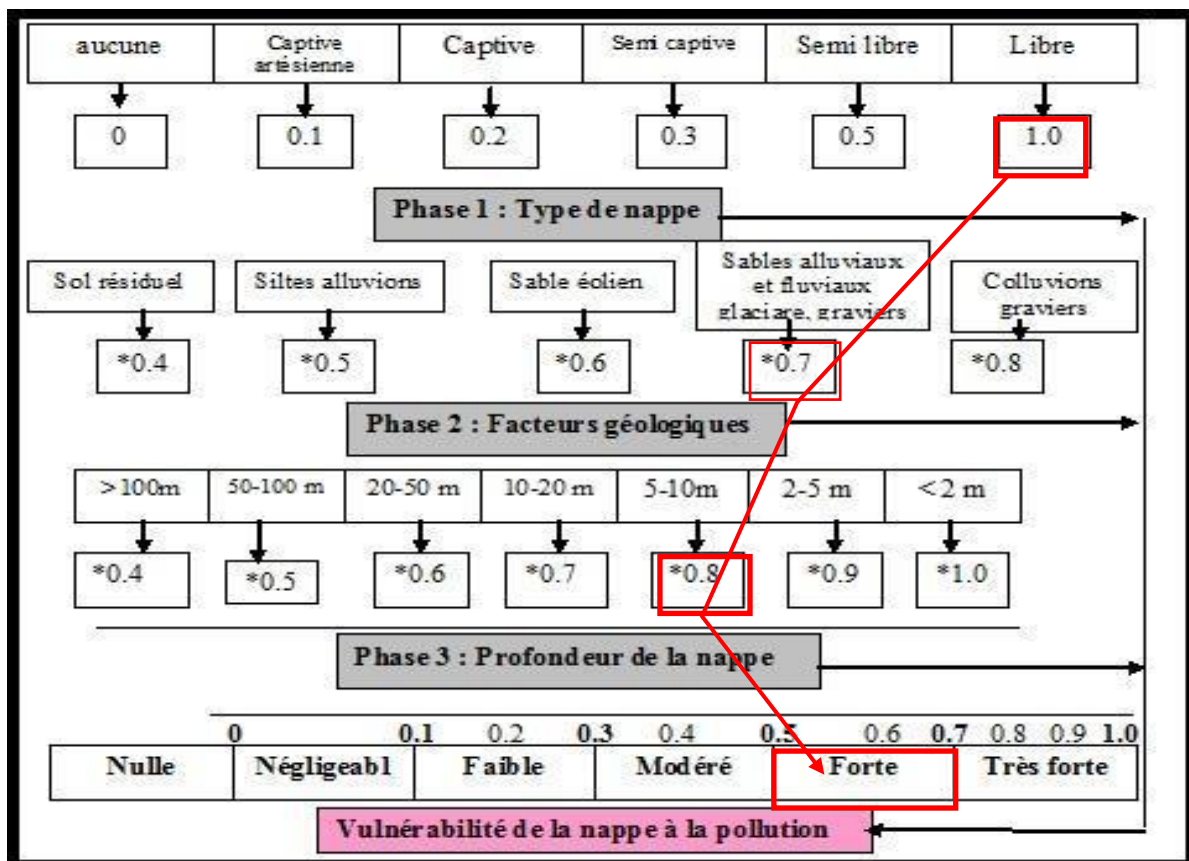 aucune Captive artésienne Captive Semi captive Semi libre Libre
0 0.1 0.2 0.3 0.5 1.0
Phase 1 : Type de nappe
Sol résiduel Siltes alluvions Sable éolien Sables alluviaux et fluviaux glaciare, graviers Colluvions graviers
*0.4 *0.5 *0.6 *0.7 *0.8
Phase 2 : Facteurs géologiques
>100m 50-100 m 20-50 m 10-20 m 5-10m 2-5 m <2 m
*0.4 *0.5 *0.6 *0.7 *0.8 *0.9 *1.0
Phase 3 : Profondeur de la nappe
0 0.1 0.2 0.3 0.4 0.5 0.6 0.7 0.8 0.9 1.0
Nulle Négligeabl Faible Modéré Forte Très forte
Vulnérabilité de la nappe à la pollution